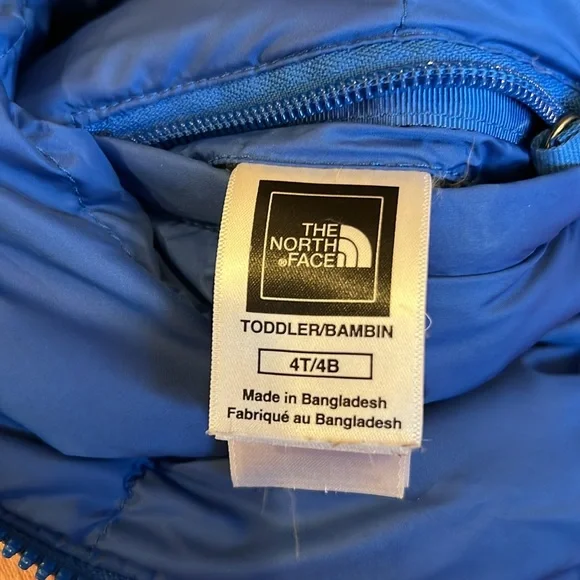 THE
NORTH
FACE
TODDLER/BAMBIN
4T/4B
Made in Bangladesh
Fabriqué au Bangladesh